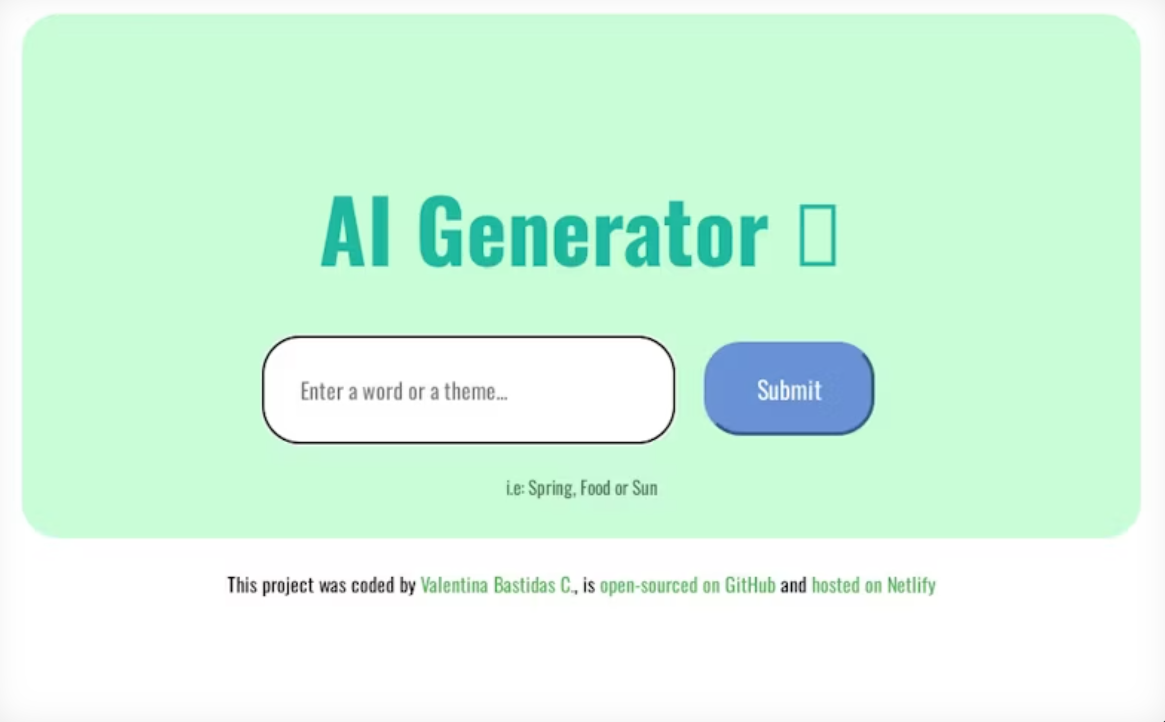 AI Generator
Enter a word or a theme...
Submit
i.e: Spring, Food or Sun
This project was coded by Valentina Bastidas C., is open-sourced on GitHub and hosted on Netlify